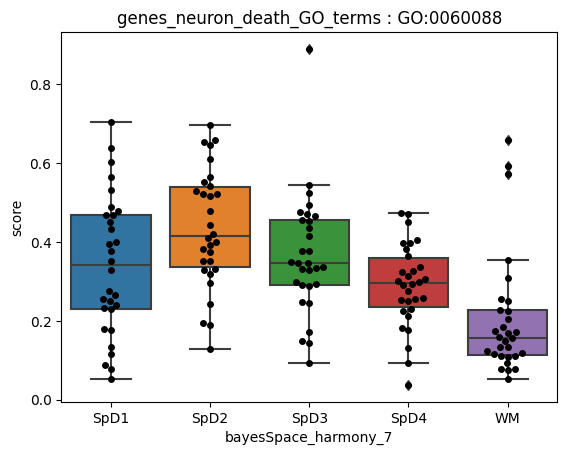 genes_neuron_death_GO_terms : GO:0060088
0.8
0.6
0.4
0.2
0.0
score
SpD1 SpD2 SpD3 SpD4 WM
bayesSpace_harmony_7